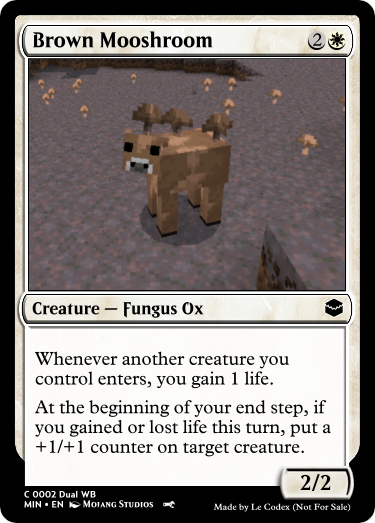 Brown Mooshroom 2
Creature — Fungus Ox
Whenever another creature you
control enters, you gain 1 life.
At the beginning of your end step, if
you gained or lost life this turn, put a
+1/+1 counter on target creature.
2/2
C 0002 Dual WB
MIN • EN Mojang Studios
Made by Le Codex (Not For Sale)